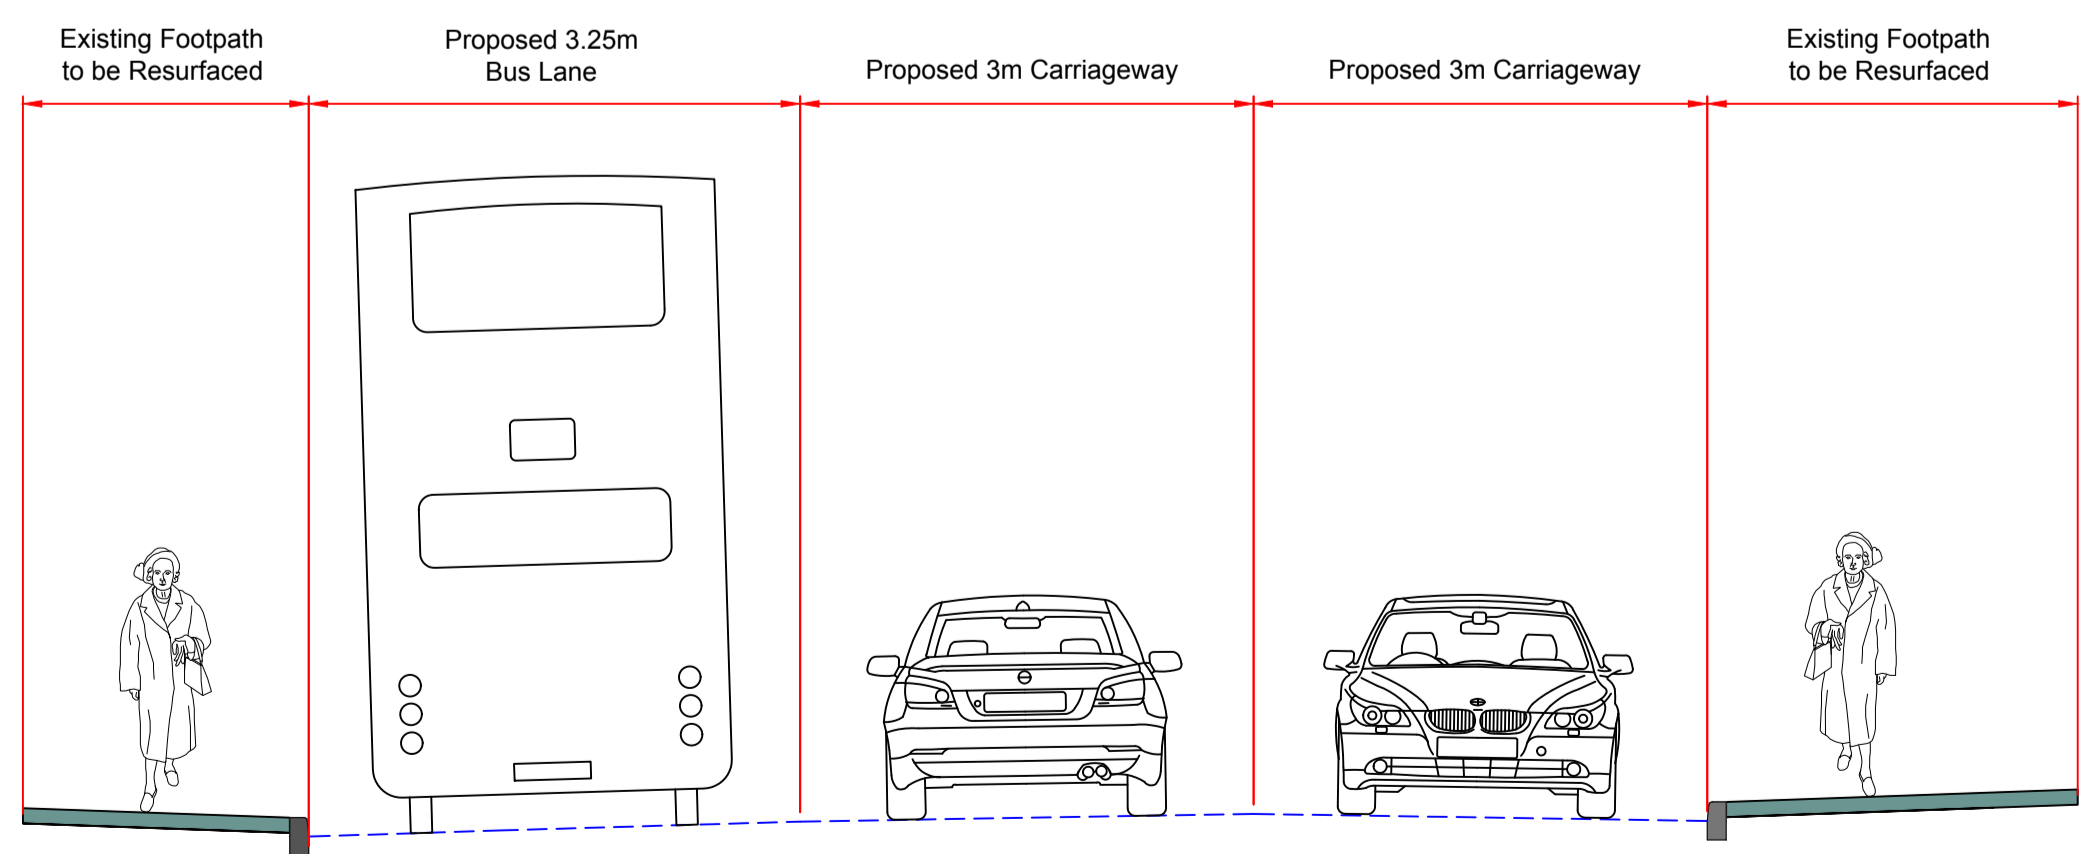 Existing Footpath
to be Resurfaced
Proposed 3.25m
Bus Lane
Proposed 3m Carriageway
Proposed 3m Carriageway
Existing Footpath
to be Resurfaced